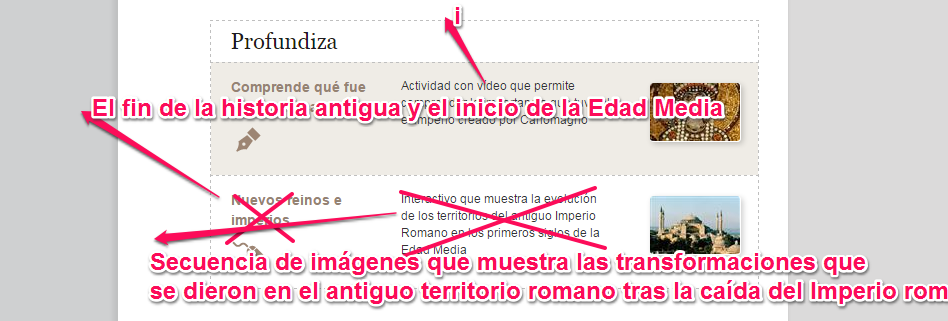 i
Profundiza
Comprende qué fue
Actividad con vídeo que permite
El fin de la historia antigua y el inicio de la Edad Media
Imperio creado por Carlomagno
Nuevos reinos e
imperios
Interactivo que muestra la evolución
de los territorios del antiguo Imperio
Romano en los primeros siglos de la
Edad Media
Secuencia de imágenes que muestra las transformaciones que
se dieron en el antiguo territorio romano tras la caída del Imperio rom